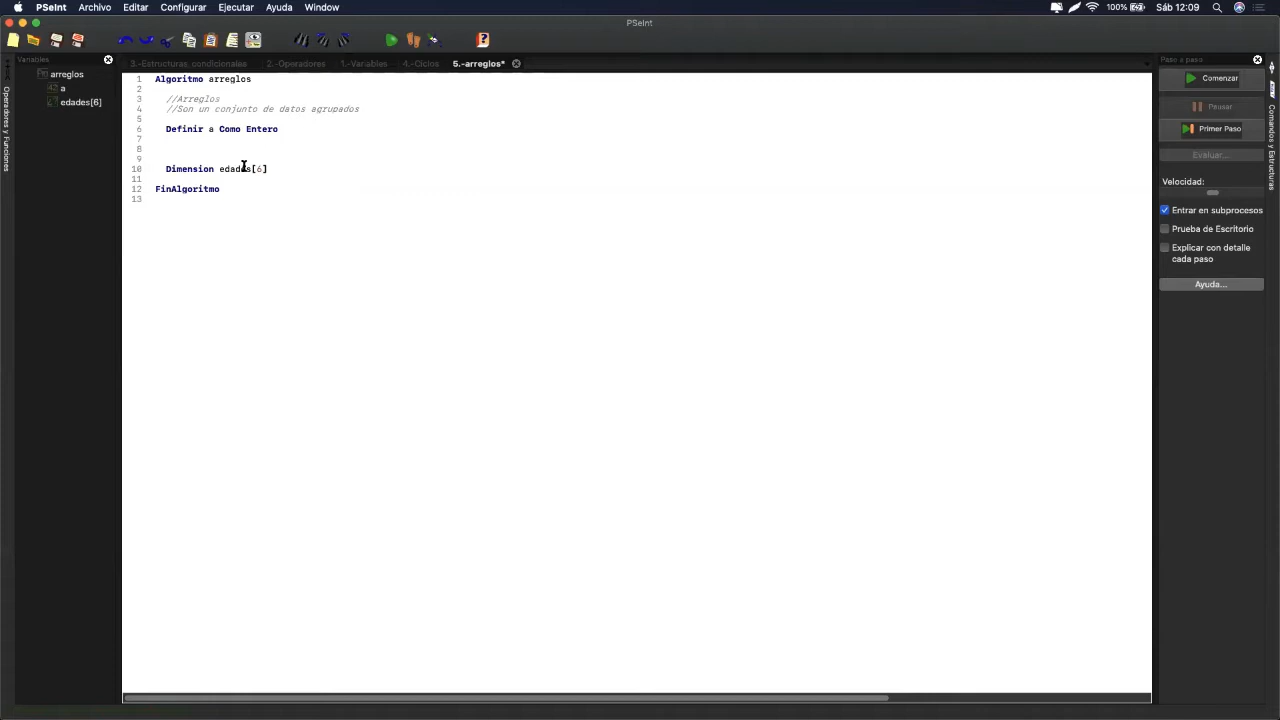 PSeInt Archivo Editar Configurar Ejecutar Ayuda Window 100% Sáb 12:09
PSeInt
Variables
arreglos
a
edades[6]
Operadores y Funciones
3.-Estructuras_condicionales 2.-Operadores 1.-Variables 4.-Ciclos 5.-arreglos*
1 Algoritmo arreglos
2
3 //Arreglos
4 //Son un conjunto de datos agrupados
5
6 Definir a Como Entero
7
8
9
10 Dimension edades[6]
11
12 FinAlgoritmo
13
Paso a paso
Comenzar
Pausar
Primer Paso
Evaluar...
Velocidad:
Entrar en subprocesos
Prueba de Escritorio
Explicar con detalle
cada paso
Ayuda...
Comandos y Estructuras